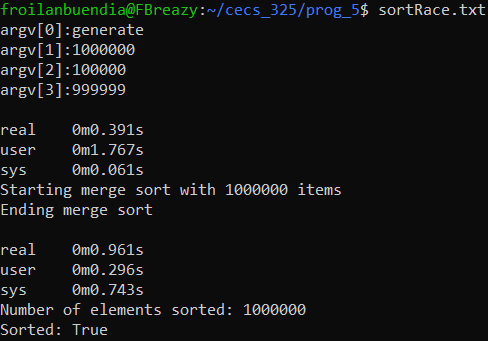 froilanbuendia@FBreazy:~/cecs_325/prog_5$ sortRace.txt
argv[0]:generate
argv[1]:1000000
argv[2]:100000
argv[3]:999999
real 0m0.391s
user 0m1.767s
sys 0m0.061s
Starting merge sort with 1000000 items
Ending merge sort
real 0m0.961s
user 0m0.296s
sys 0m0.743s
Number of elements sorted: 1000000
Sorted: True